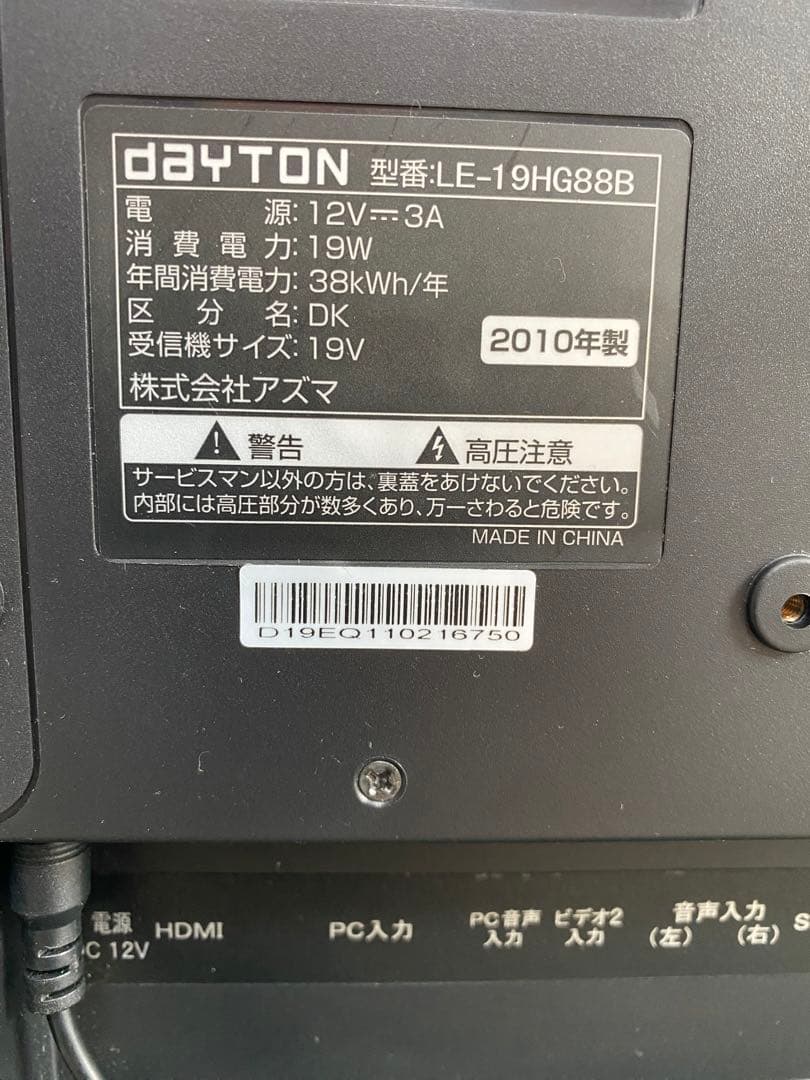 dayTON 型番:LE-19HG88B
電源:12V⎓3A
消費電力:19W
年間消費電力:38kWh/年
区分名:DK
受信機サイズ:19V
2010年製
株式会社アズマ
警告 高圧注意
サービスマン以外の方は、裏蓋をあけないでください。
内部には高圧部分が数多くあり、万一さわると危険です。
MADE IN CHINA
D19EQ110216750
電源 HDMI PC入力 PC音声 ビデオ2 音声入力 S
DC 12V 入力 入力 (左) (右)